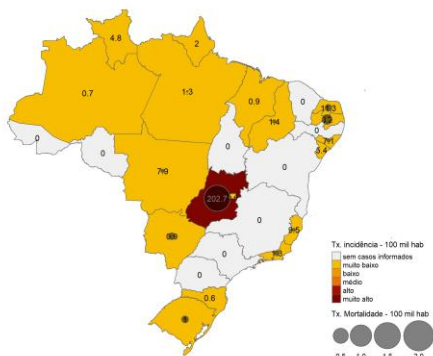 4.8
2
0.7
1.3
0.9
0
1.4
0
0
0
0
7.9
0
0
202.7
0
0
0
0.6
Tx. incidência - 100 mil hab
sem casos informados
muito baixo
baixo
médio
alto
muito alto
Tx. Mortalidade - 100 mil hab